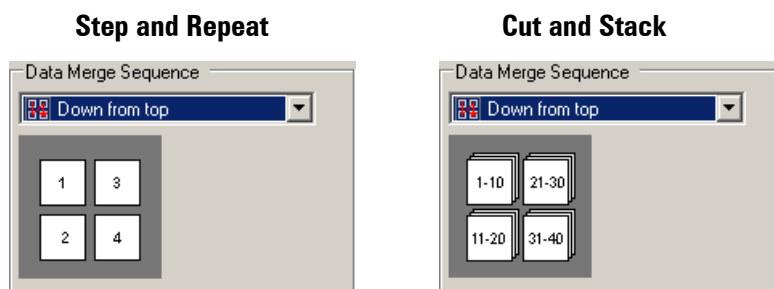 Step and Repeat
Data Merge Sequence
Down from top
1 3
2 4
Cut and Stack
Data Merge Sequence
Down from top
1-10 21-30
11-20 31-40